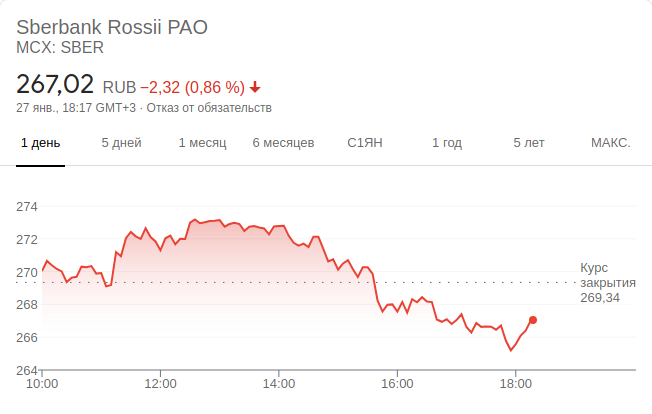 Sberbank Rossii PAO
MCX: SBER
267,02 RUB −2,32 (0,86 %)
27 янв., 18:17 GMT+3 · Отказ от обязательств
1 день 5 дней 1 месяц 6 месяцев С1ЯН 1 год 5 лет МАКС.
274
272
270
268
266
264
Курс
закрытия
269,34
10:00 12:00 14:00 16:00 18:00